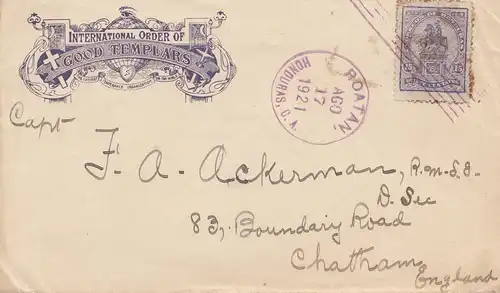 INTERNATIONAL ORDER OF
GOOD TEMPLARS
ROATAN,
AGO
17
1921
HONDURAS, C. A.
Capt
F. A. Ackerman, R.M.S.I.
D. Sec
83, Boundary Road
Chatham
England